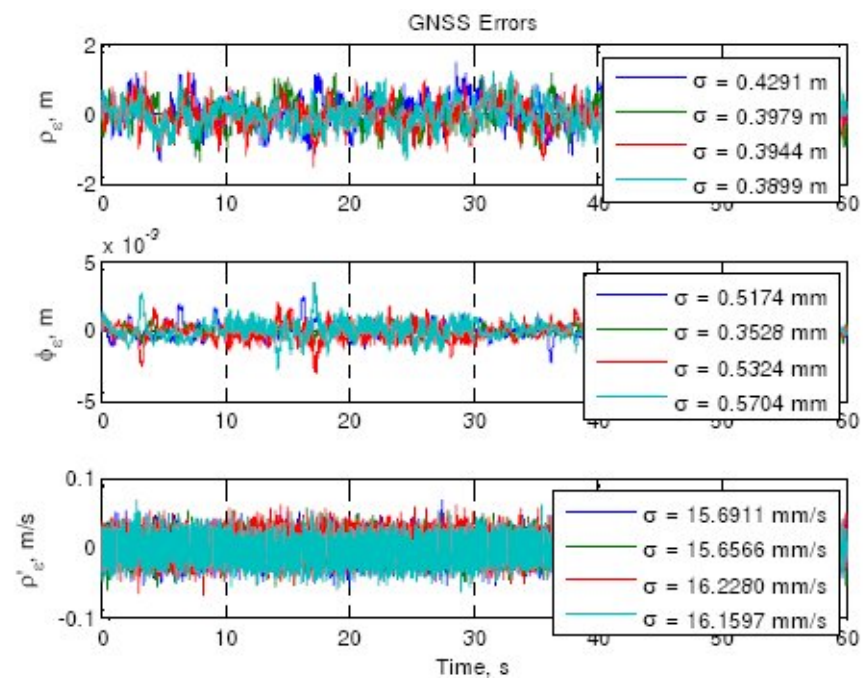 GNSS Errors
2
0
-2
ρε, m
σ = 0.4291 m
σ = 0.3979 m
σ = 0.3944 m
σ = 0.3899 m
0 10 20 30 40 50 60
x 10⁻³
5
0
-5
ϕε, m
σ = 0.5174 mm
σ = 0.3528 mm
σ = 0.5324 mm
σ = 0.5704 mm
0 10 20 30 40 50 60
0.1
0
-0.1
ρ'ε, m/s
σ = 15.6911 mm/s
σ = 15.6566 mm/s
σ = 16.2280 mm/s
σ = 16.1597 mm/s
0 10 20 30 40 50 60
Time, s